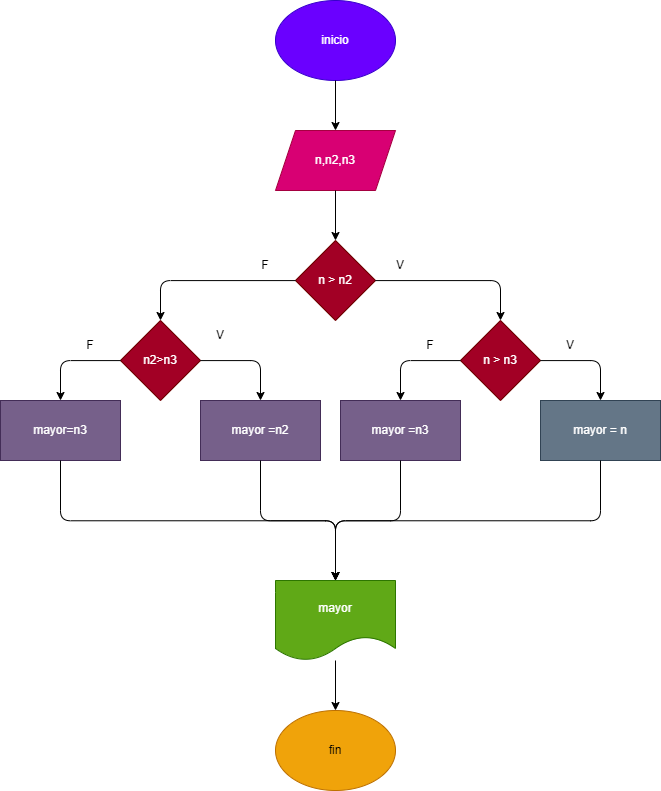 inicio
n,n2,n3
F
V
n > n2
F
V
F
V
n2>n3
n > n3
mayor=n3
mayor =n2
mayor =n3
mayor = n
mayor
fin